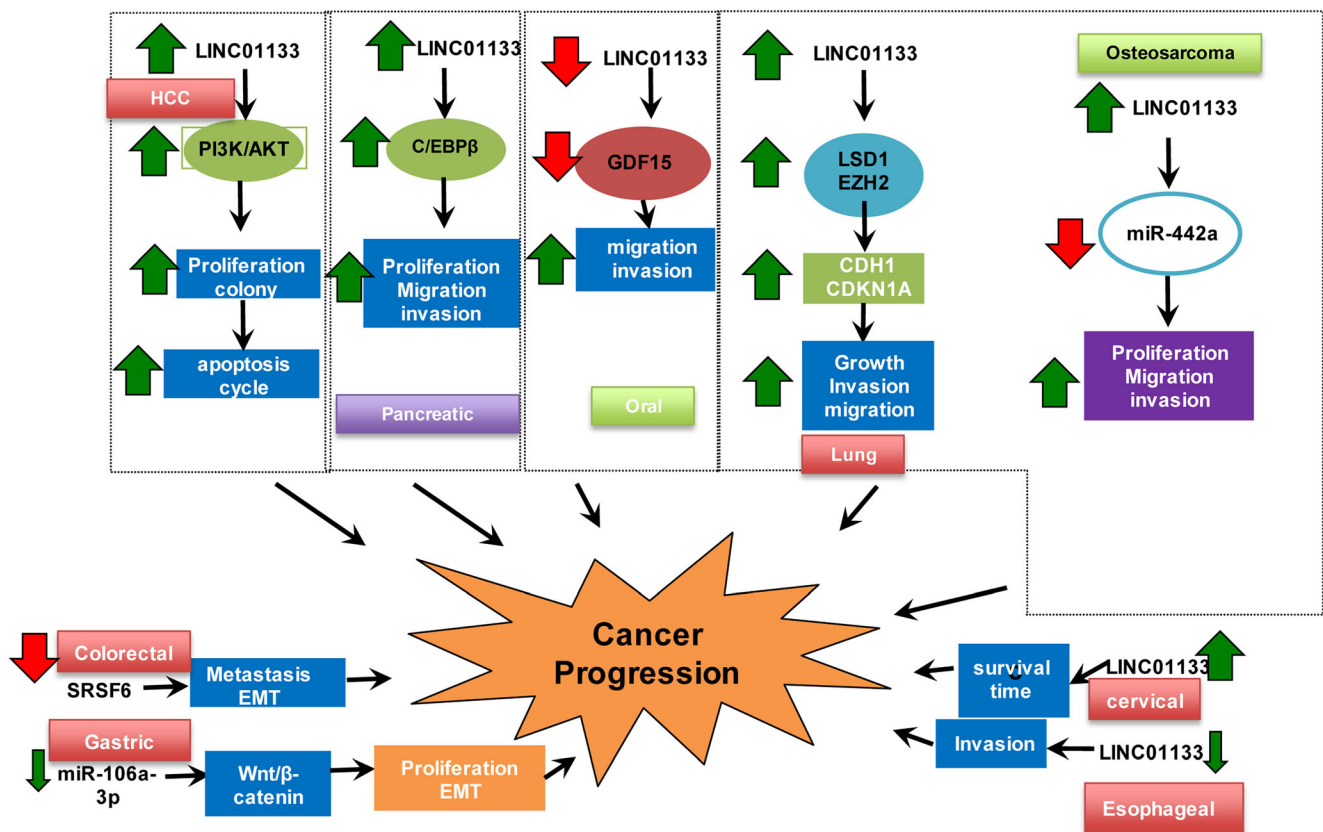 LINC01133
HCC
PI3K/AKT
Proliferation
colony
apoptosis
cycle
LINC01133
C/EBPβ
Proliferation
Migration
invasion
Pancreatic
LINC01133
GDF15
migration
invasion
Oral
LINC01133
LSD1
EZH2
CDH1
CDKN1A
Growth
Invasion
migration
Lung
Osteosarcoma
LINC01133
miR-442a
Proliferation
Migration
invasion
Cancer
Progression
Colorectal
SRSF6
Metastasis
EMT
Gastric
miR-106a-
3p
Wnt/β-
catenin
Proliferation
EMT
survival
time
LINC01133
cervical
Invasion
LINC01133
Esophageal